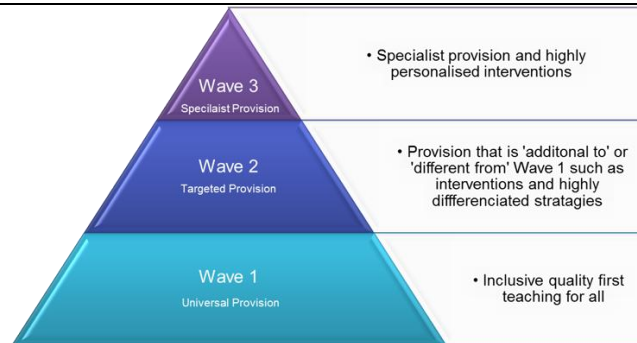 Wave 3
Specilaist Provision
• Specialist provision and highly
personalised interventions
Wave 2
Targeted Provision
• Provision that is 'additonal to' or
'different from' Wave 1 such as
interventions and highly
diffferenciated stratagies
Wave 1
Universal Provision
• Inclusive quality first
teaching for all